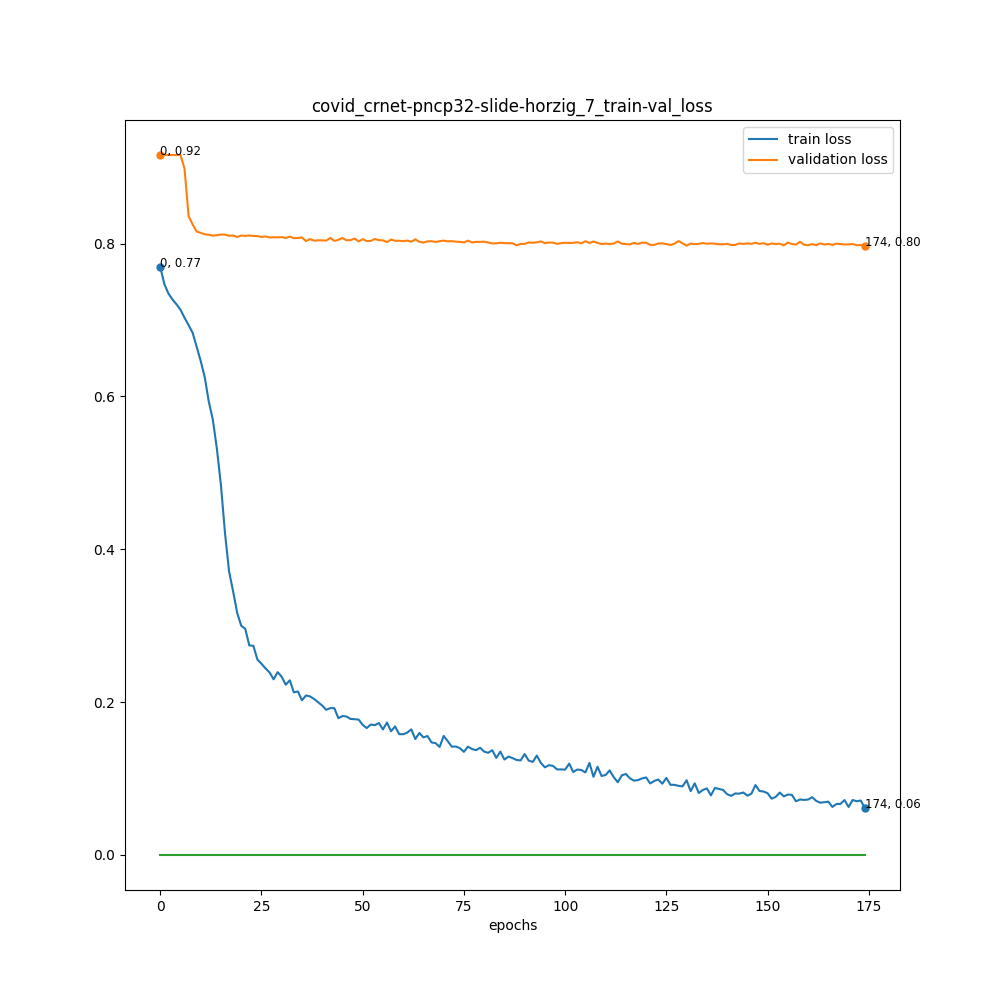 covid_crnet-pncp32-slide-horzig_7_train-val_loss
train loss
validation loss
0, 0.92
0, 0.77
174, 0.80
174, 0.06
0.8
0.6
0.4
0.2
0.0
0 25 50 75 100 125 150 175
epochs